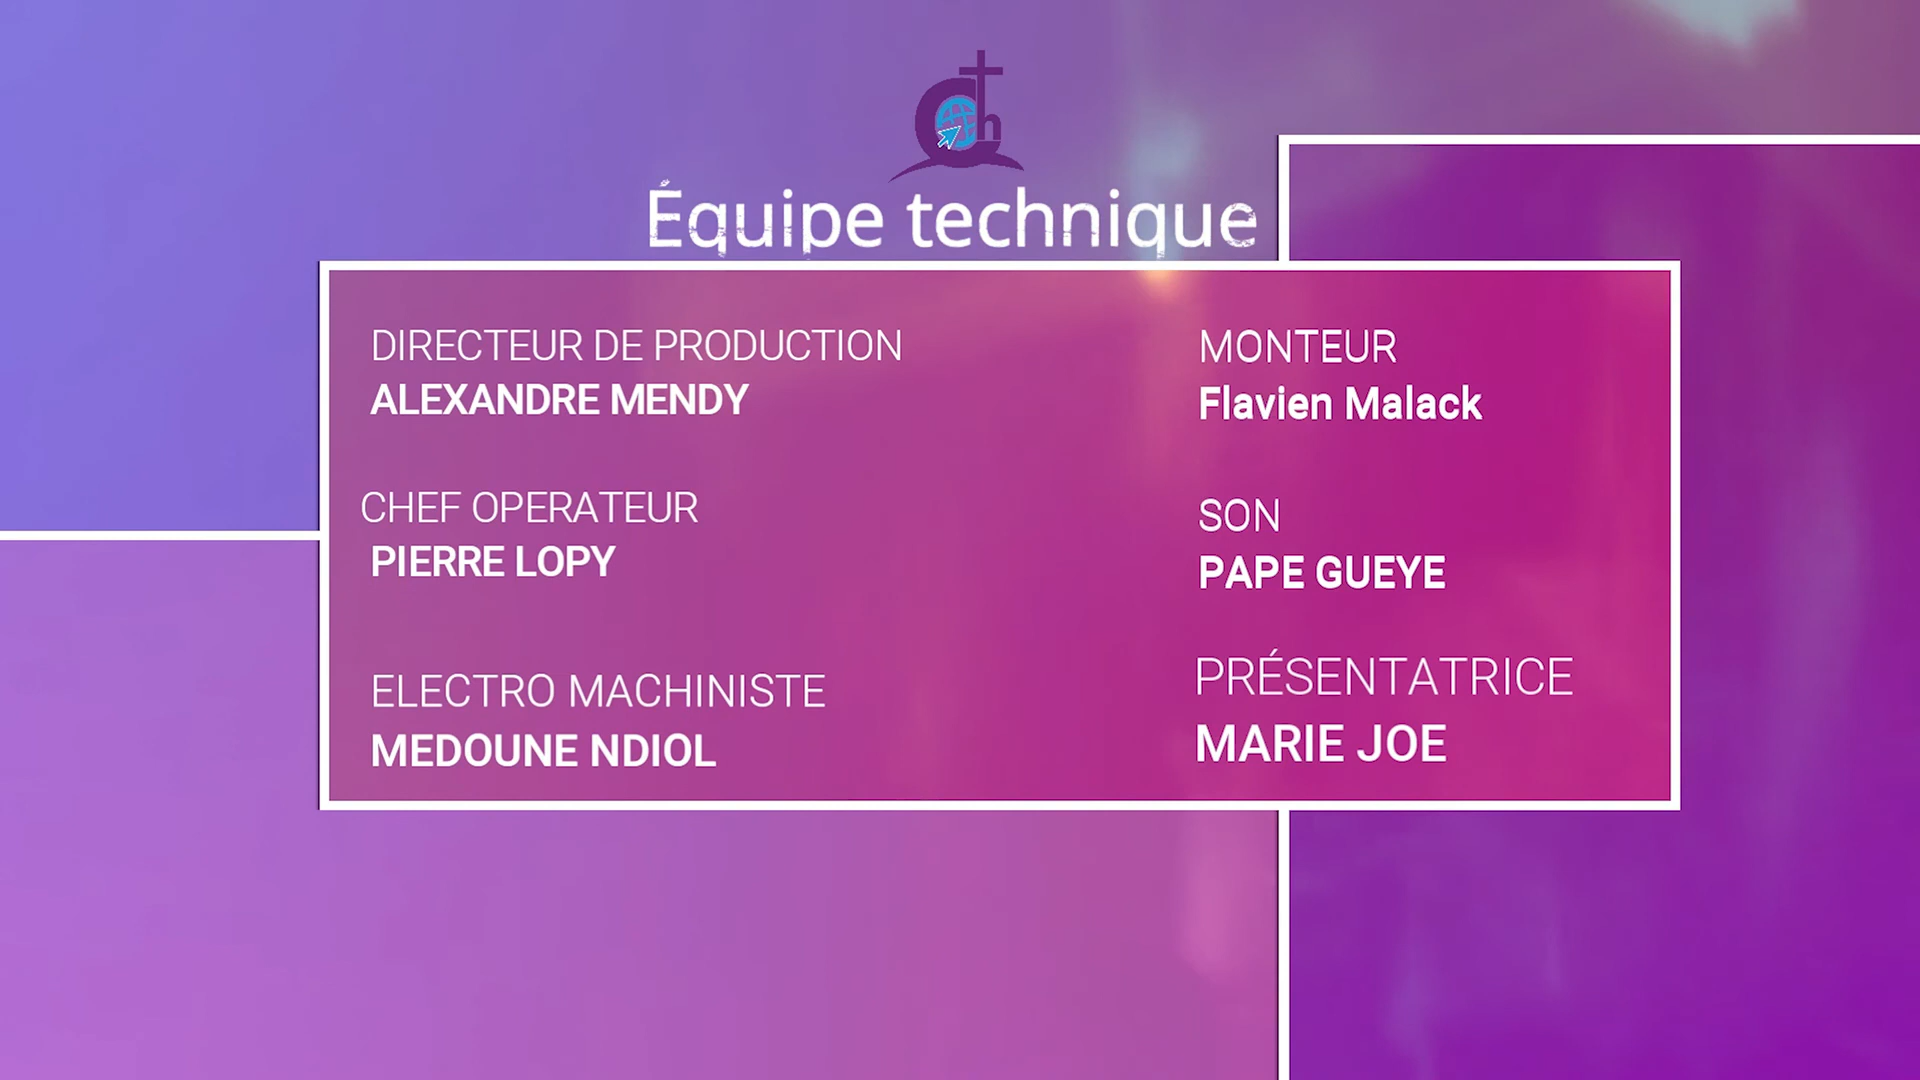 Ch
Équipe technique
DIRECTEUR DE PRODUCTION
ALEXANDRE MENDY
CHEF OPERATEUR
PIERRE LOPY
ELECTRO MACHINISTE
MEDOUNE NDIOL
MONTEUR
Flavien Malack
SON
PAPE GUEYE
PRÉSENTATRICE
MARIE JOE